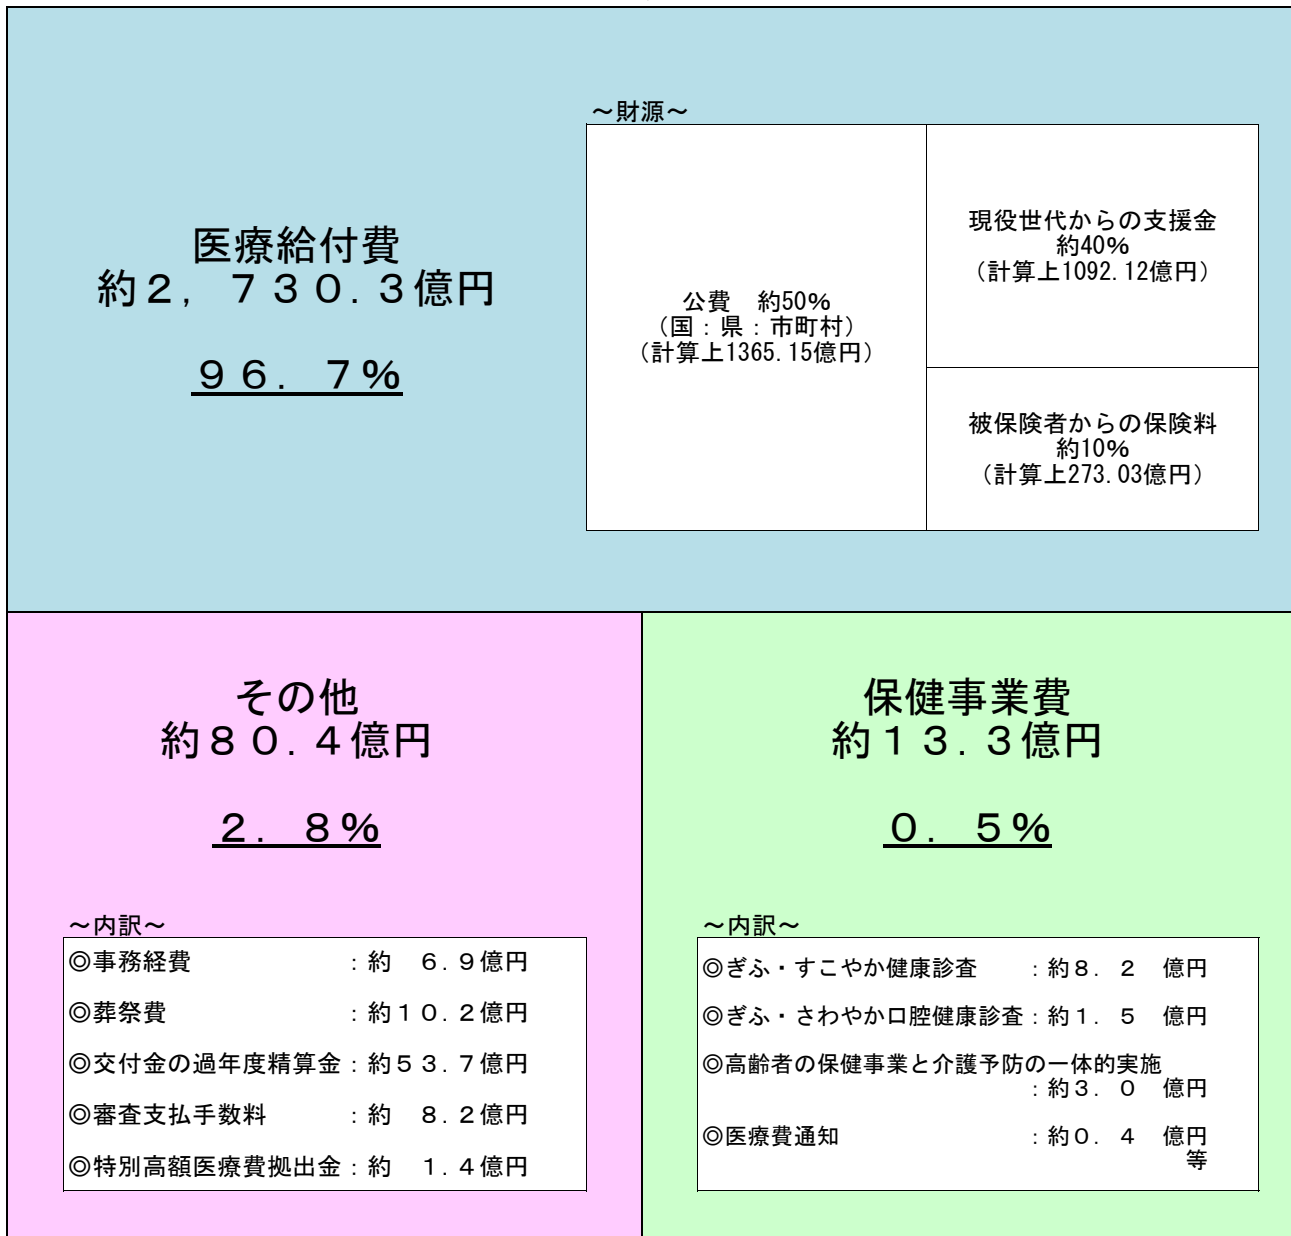 医療給付費
約２，７３０.３億円
９６．７%
～財源～
公費　約50%
（国：県：市町村）
（計算上1365.15億円）
現役世代からの支援金
約40%
（計算上1092.12億円）
被保険者からの保険料
約10%
（計算上273.03億円）
その他
約８０.４億円
２．８%
～内訳～
◎事務経費　　　　　　：約　６.９億円
◎葬祭費　　　　　　　：約１０.２億円
◎交付金の過年度精算金：約５３.７億円
◎審査支払手数料　　　：約　８.２億円
◎特別高額医療費拠出金：約　１.４億円
保健事業費
約１３.３億円
０．５%
～内訳～
◎ぎふ・すこやか健康診査　　：約８．２　億円
◎ぎふ・さわやか口腔健康診査：約１．５　億円
◎高齢者の保健事業と介護予防の一体的実施
：約３．０　億円
◎医療費通知　　　　　　　　：約０．４　億円
等